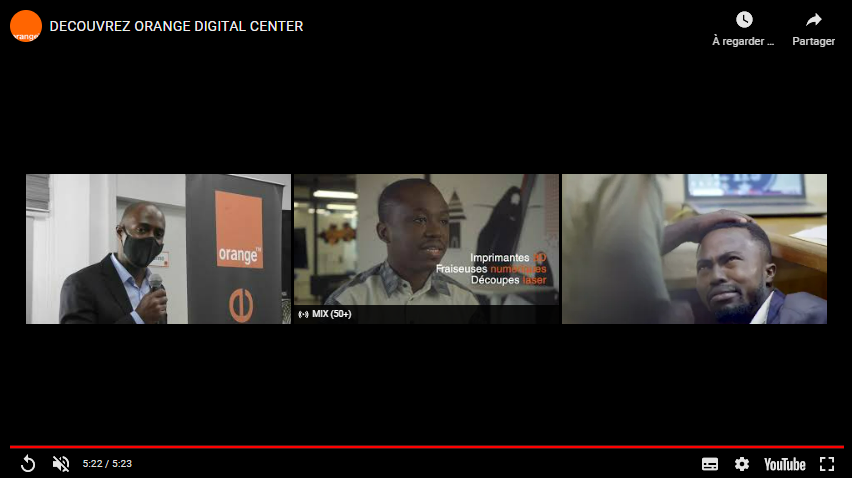 orange
DECOUVREZ ORANGE DIGITAL CENTER
À regarder ...
Partager
orange™
Imprimantes 3D
Fraiseuses numériques
Découpes laser
MIX (50+)
5:22 / 5:23
YouTube